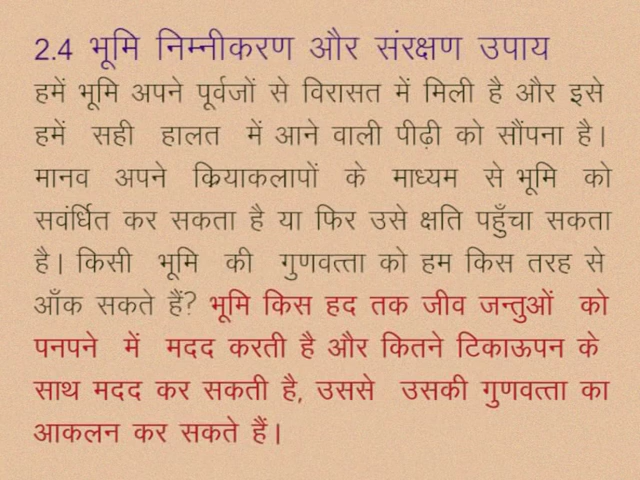 2.4 भूमि निम्नीकरण और संरक्षण उपाय
हमें भूमि अपने पूर्वजों से विरासत में मिली है और इसे
हमें सही हालत में आने वाली पीढ़ी को सौंपना है।
मानव अपने क्रियाकलापों के माध्यम से भूमि को
सवंर्धित कर सकता है या फिर उसे क्षति पहुँचा सकता
है। किसी भूमि की गुणवत्ता को हम किस तरह से
आँक सकते हैं? भूमि किस हद तक जीव जन्तुओं को
पनपने में मदद करती है और कितने टिकाऊपन के
साथ मदद कर सकती है, उससे उसकी गुणवत्ता का
आकलन कर सकते हैं।